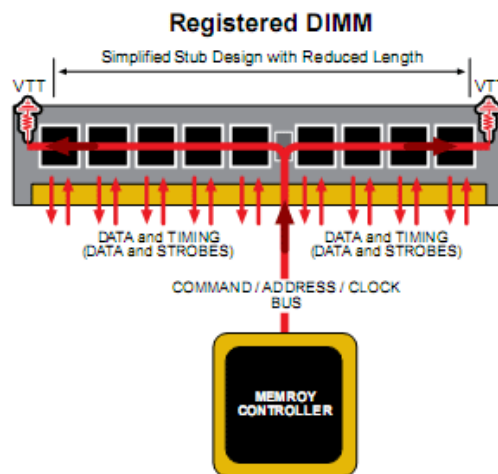 Registered DIMM
Simplified Stub Design with Reduced Length
VTT
VTT
DATA and TIMING
(DATA and STROBES)
DATA and TIMING
(DATA and STROBES)
COMMAND / ADDRESS / CLOCK
BUS
MEMROY
CONTROLLER